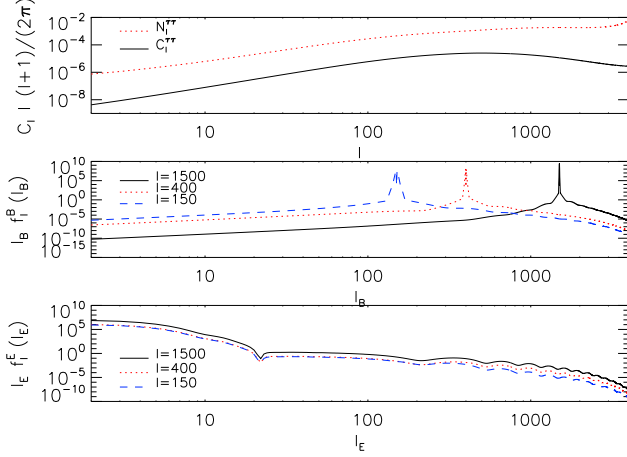 C_l l (l+1)/(2π)
10^-2
10^-4
10^-6
10^-8
N_l^ττ
C_l^ττ
10 100 1000
l
l_B f_l^B (l_B)
10^10
10^5
10^0
10^-5
10^-10
10^-15
l=1500
l=400
l=150
10 100 1000
l_B
l_E f_l^E (l_E)
10^10
10^5
10^0
10^-5
10^-10
l=1500
l=400
l=150
10 100 1000
l_E